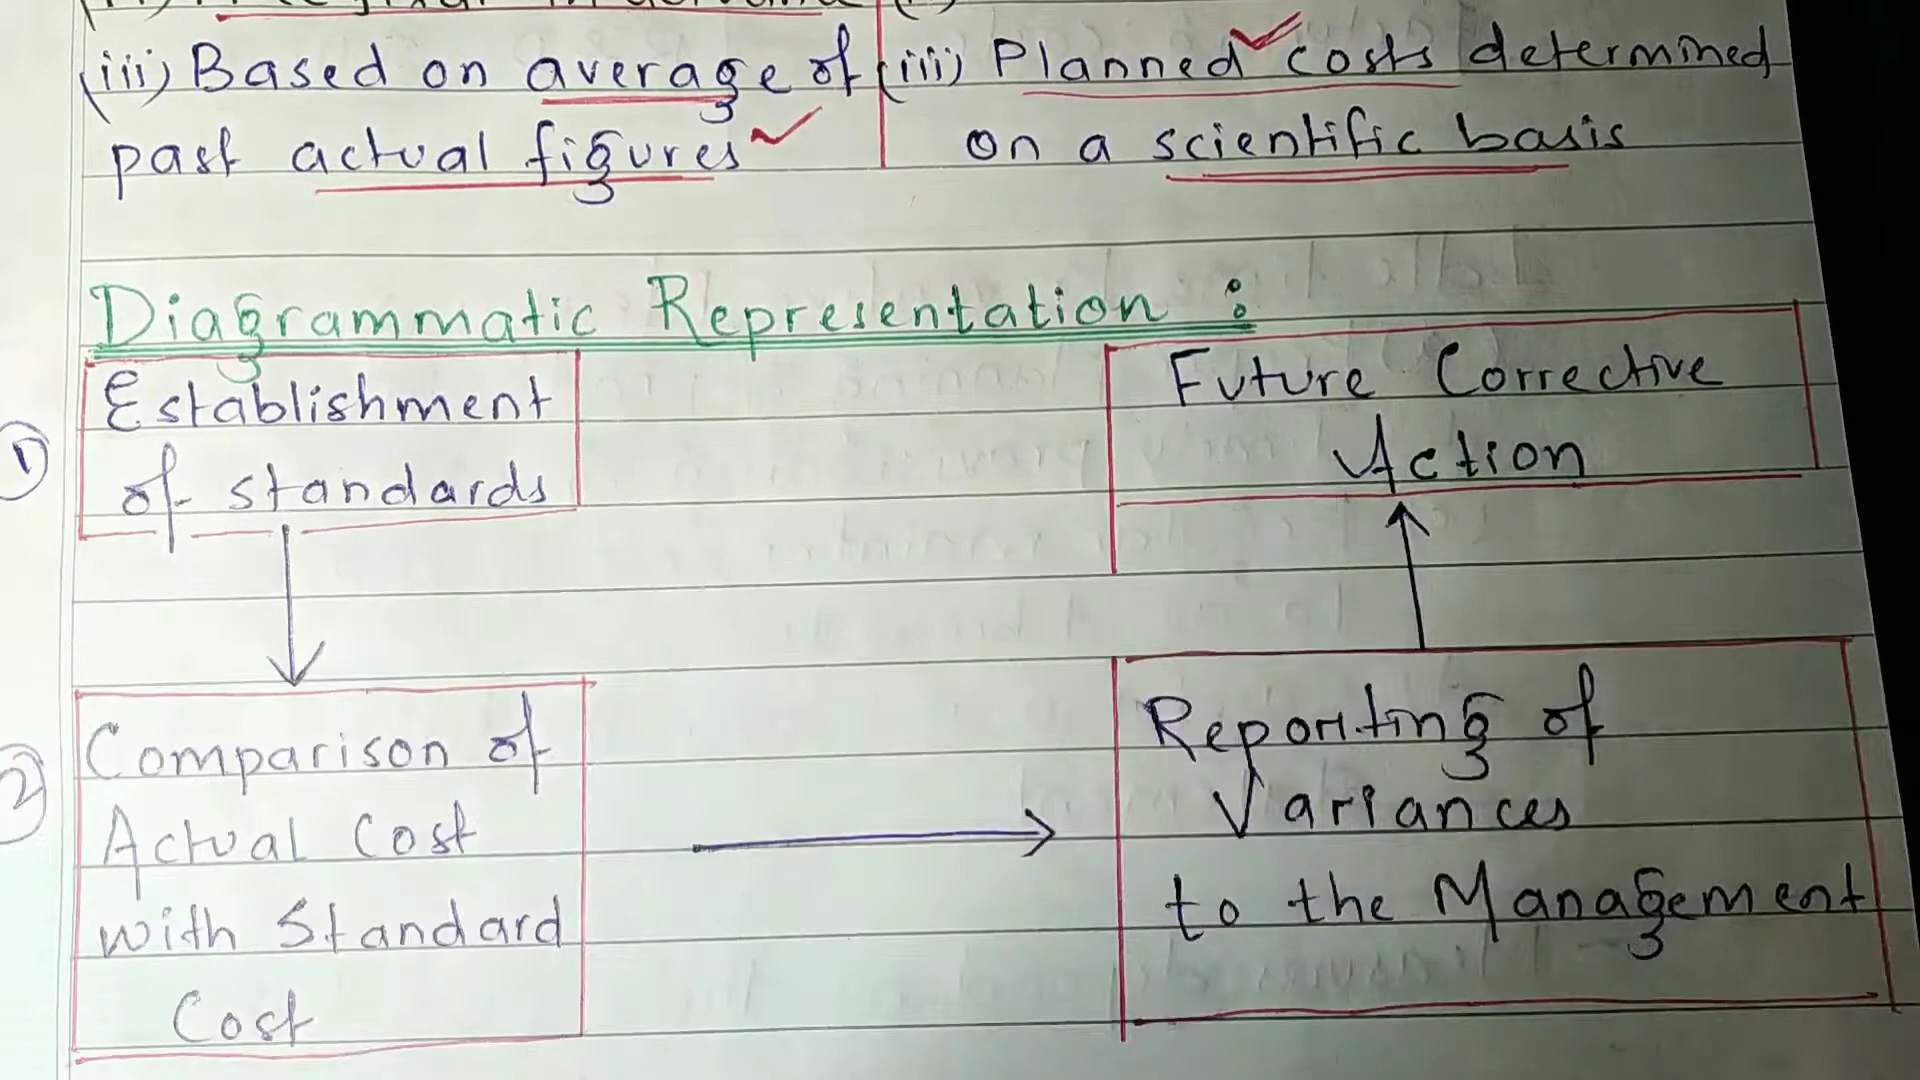 (iii) Based on average of
past actual figures
(iii) Planned costs determined
on a scientific basis
Diagrammatic Representation :
1
Establishment
of standards
Future Corrective
Action
2
Comparison of
Actual Cost
with Standard
Cost
Reporting of
Variances
to the Management